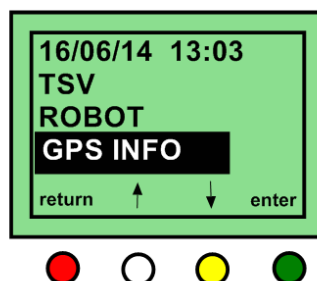 16/06/14 13:03
TSV
ROBOT
GPS INFO
return ↑ ↓ enter